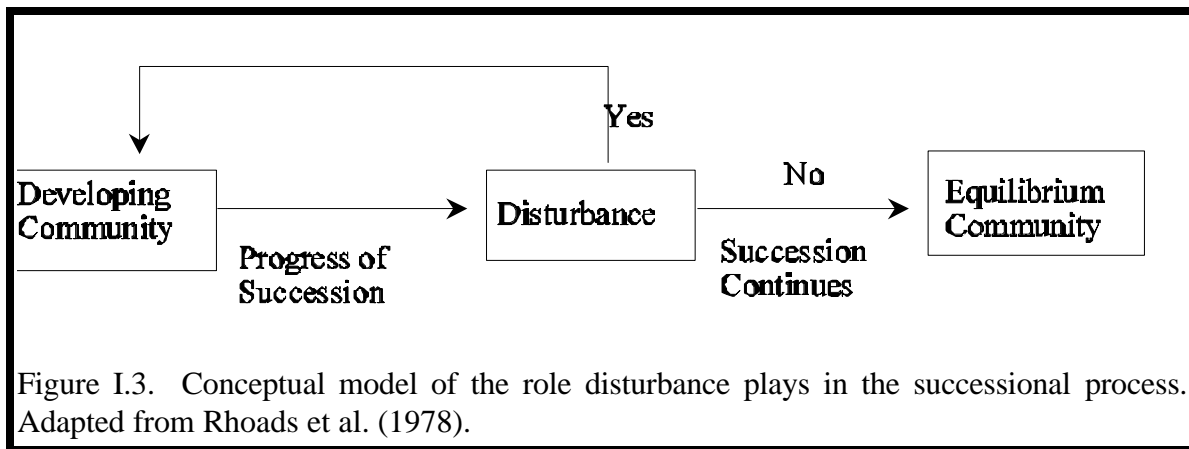 Yes
Developing
Community
Progress of
Succession
Disturbance
No
Succession
Continues
Equilibrium
Community
Figure I.3. Conceptual model of the role disturbance plays in the successional process.
Adapted from Rhoads et al. (1978).